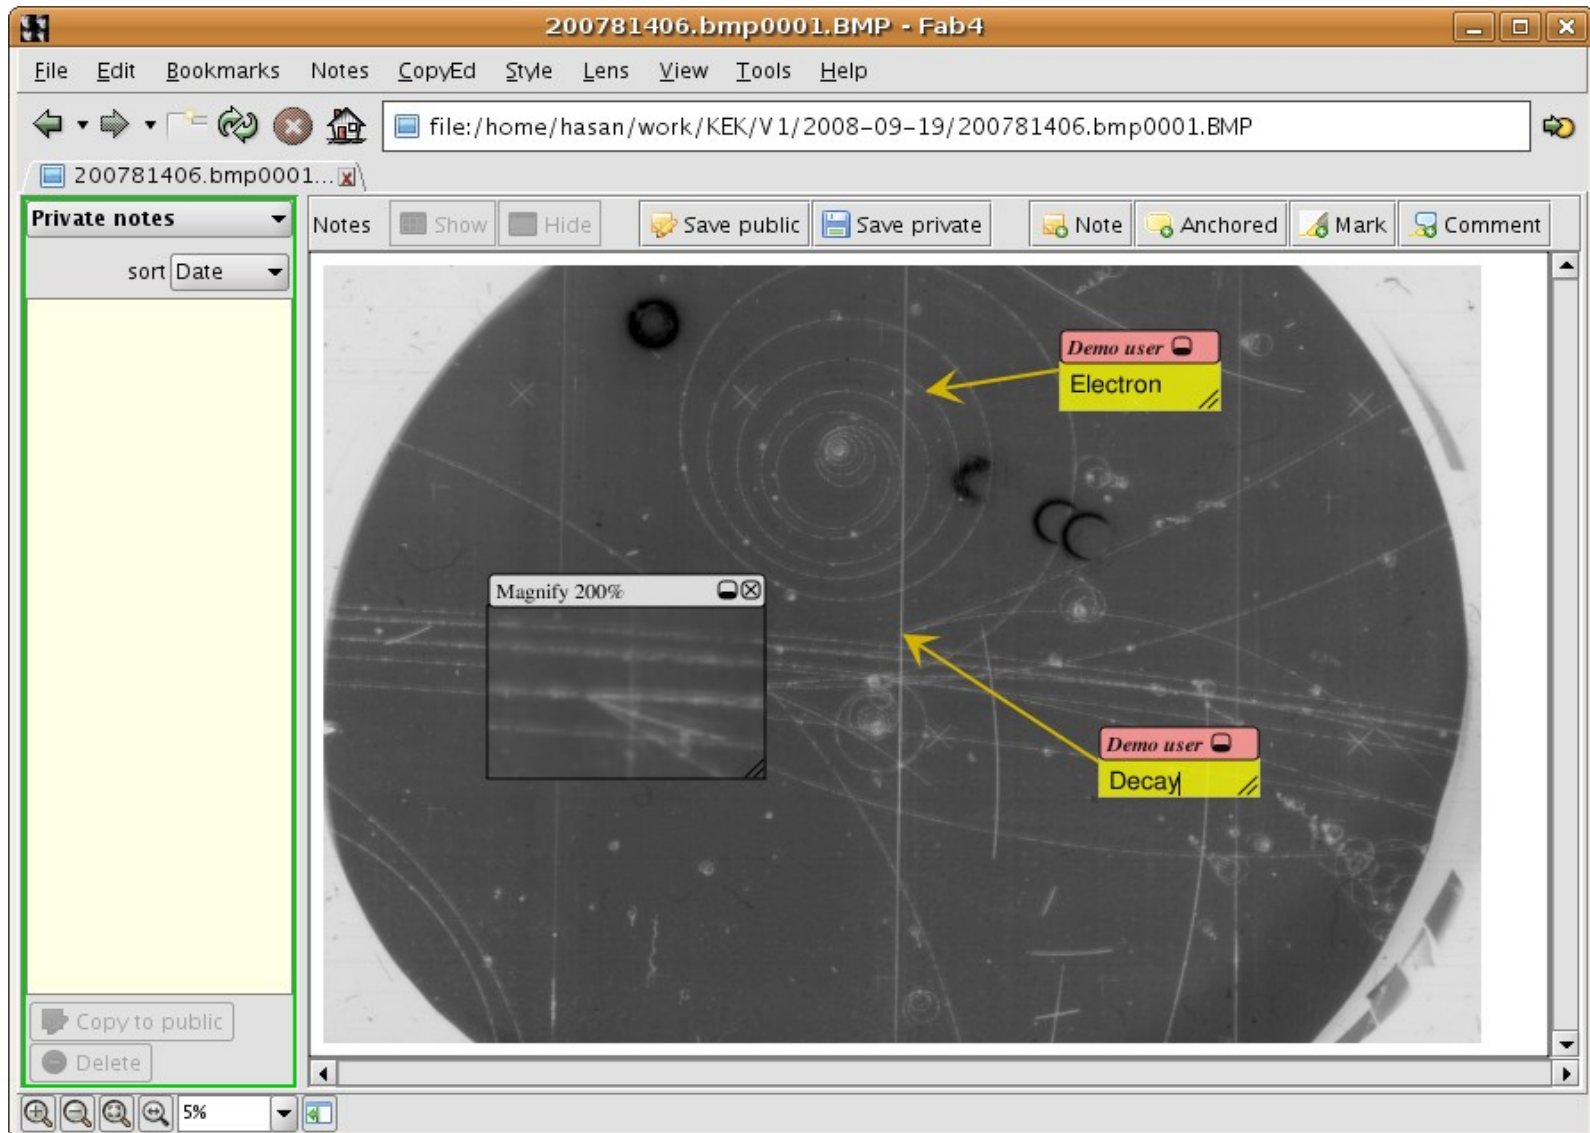 200781406.bmp0001.BMP - Fab4
File Edit Bookmarks Notes CopyEd Style Lens View Tools Help
file:/home/hasan/work/KEK/V1/2008-09-19/200781406.bmp0001.BMP
200781406.bmp0001...
Private notes
Notes Show Hide Save public Save private Note Anchored Mark Comment
sort Date
Demo user
Electron
Magnify 200%
Demo user
Decay
Copy to public
Delete
5%